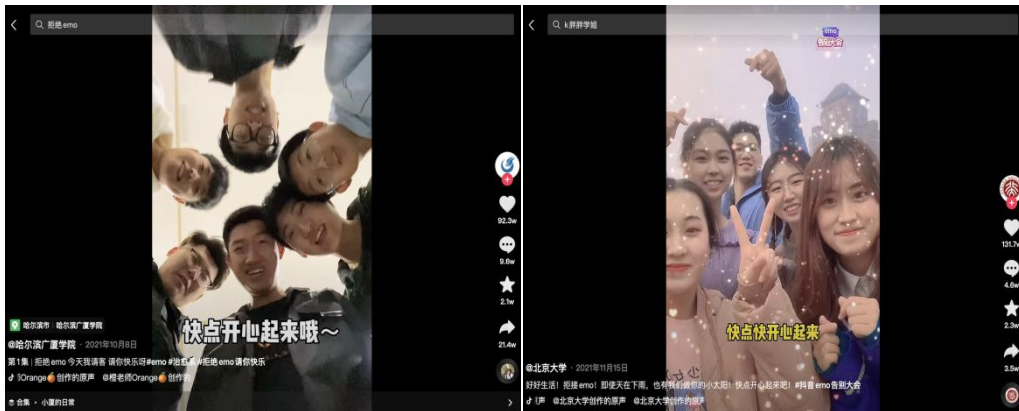 拒绝emo
快点开心起来哦～
92.3w
9.6w
2.1w
21.4w
哈尔滨市 | 哈尔滨广厦学院
@哈尔滨广厦学院 · 2021年10月8日
第1集 | 拒绝emo 今天我请客 请你快乐呀#emo #治愈系 #拒绝emo请你快乐
Orange🍊创作的原声 @橙老师Orange🍊创作的
合集 · 小厦的日常
k胖胖学姐
emo
告别大会
快点快开心起来
131.7w
4.6w
2.3w
3.5w
@北京大学 · 2021年11月15日
好好生活！拒接emo！即使天在下雨，也有我们做你的小太阳！快点开心起来吧！#抖音emo告别大会
原声 @北京大学创作的原声 @北京大学创作的原声